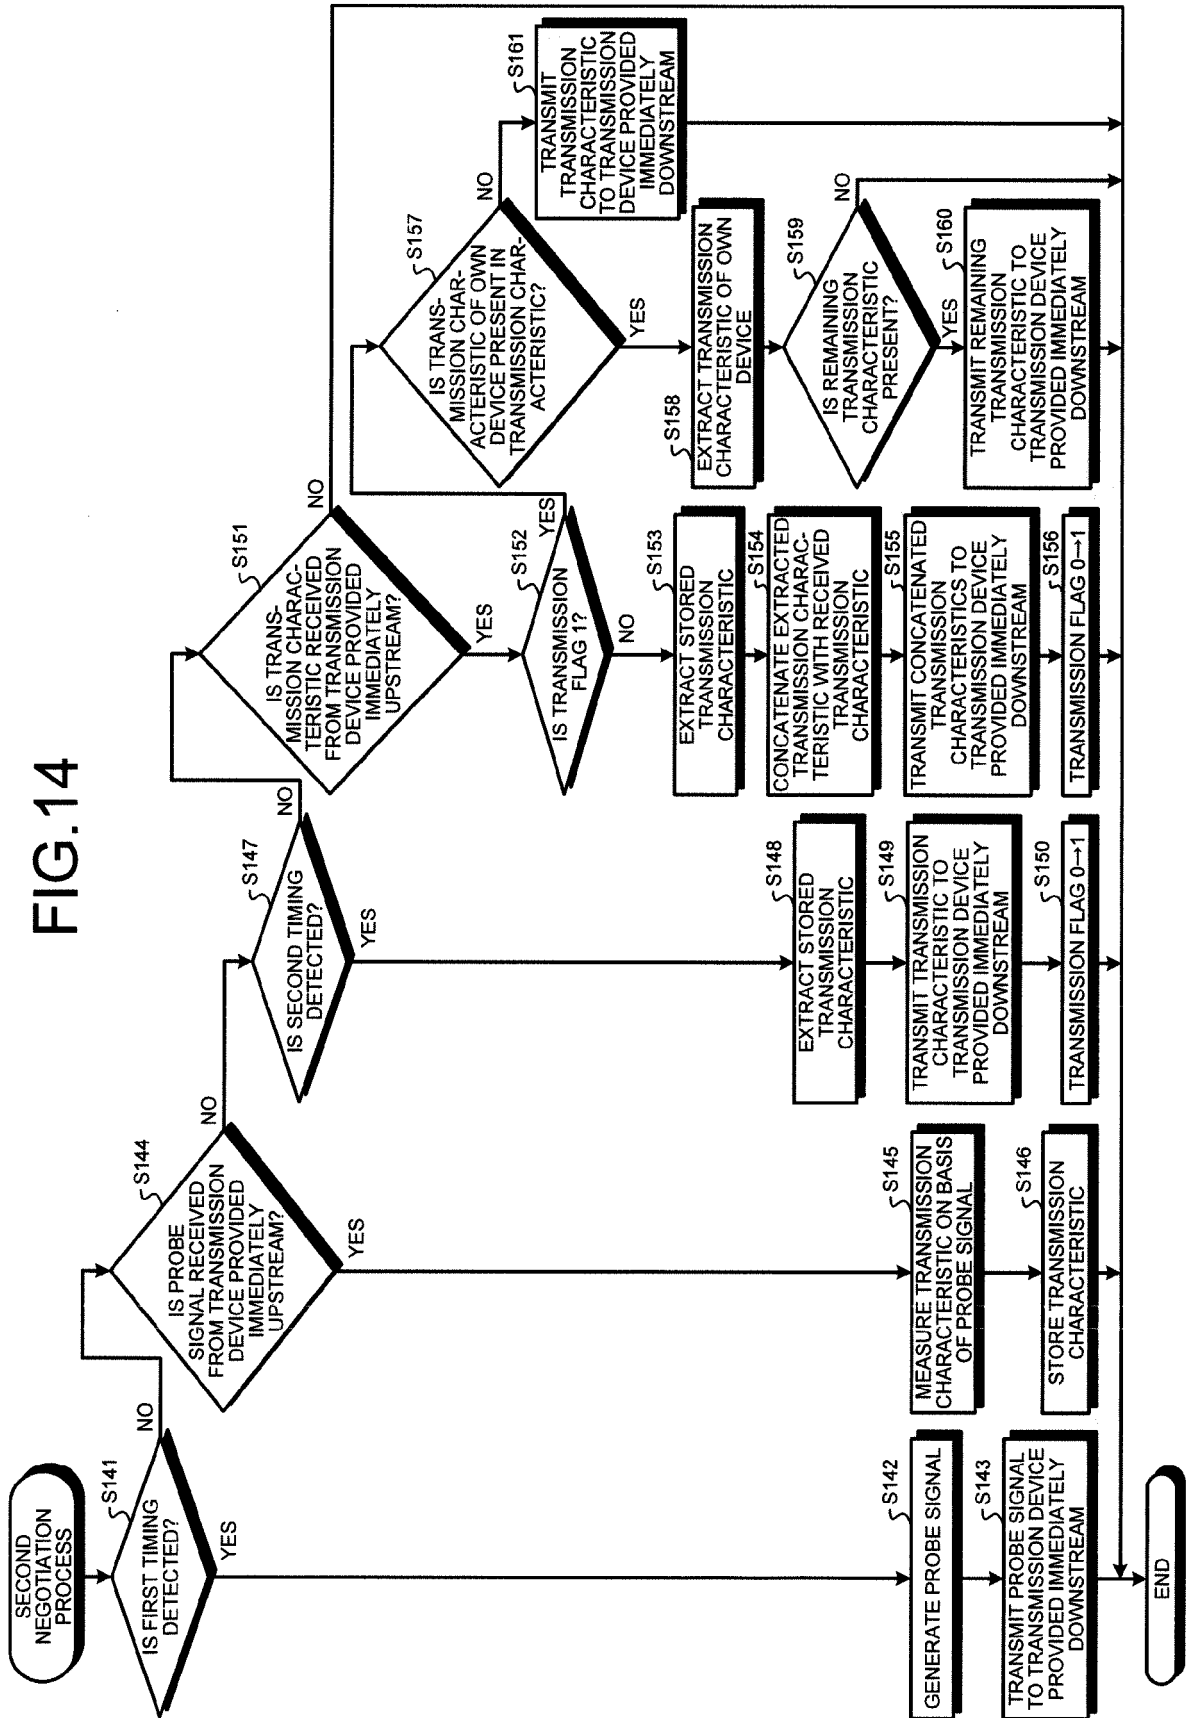 FIG.14
SECOND
NEGOTIATION
PROCESS
S141
IS FIRST TIMING
DETECTED?
NO
YES
S142
GENERATE PROBE SIGNAL
S143
TRANSMIT PROBE SIGNAL
TO TRANSMISSION DEVICE
PROVIDED IMMEDIATELY
DOWNSTREAM
S144
IS PROBE
SIGNAL RECEIVED
FROM TRANSMISSION
DEVICE PROVIDED
IMMEDIATELY
UPSTREAM?
NO
YES
S145
MEASURE TRANSMISSION
CHARACTERISTIC ON BASIS
OF PROBE SIGNAL
S146
STORE TRANSMISSION
CHARACTERISTIC
S147
IS SECOND TIMING
DETECTED?
NO
YES
S148
EXTRACT STORED
TRANSMISSION
CHARACTERISTIC
S149
TRANSMIT TRANSMISSION
CHARACTERISTIC TO
TRANSMISSION DEVICE
PROVIDED IMMEDIATELY
DOWNSTREAM
S150
TRANSMISSION FLAG 0→1
S151
IS TRANS-
MISSION CHARAC-
TERISTIC RECEIVED
FROM TRANSMISSION
DEVICE PROVIDED
IMMEDIATELY
UPSTREAM?
NO
YES
S152
IS TRANSMISSION
FLAG 1?
YES
NO
S153
EXTRACT STORED
TRANSMISSION
CHARACTERISTIC
S154
CONCATENATE EXTRACTED
TRANSMISSION CHARAC-
TERISTIC WITH RECEIVED
TRANSMISSION
CHARACTERISTIC
S155
TRANSMIT CONCATENATED
TRANSMISSION
CHARACTERISTICS TO
TRANSMISSION DEVICE
PROVIDED IMMEDIATELY
DOWNSTREAM
S156
TRANSMISSION FLAG 0→1
S157
IS TRANS-
MISSION CHAR-
ACTERISTIC OF OWN
DEVICE PRESENT IN
TRANSMISSION CHAR-
ACTERISTIC?
NO
YES
S158
EXTRACT TRANSMISSION
CHARACTERISTIC OF OWN
DEVICE
S159
IS REMAINING
TRANSMISSION
CHARACTERISTIC
PRESENT?
NO
YES
S160
TRANSMIT REMAINING
TRANSMISSION
CHARACTERISTIC TO
TRANSMISSION DEVICE
PROVIDED IMMEDIATELY
DOWNSTREAM
S161
TRANSMIT
TRANSMISSION
CHARACTERISTIC
TO TRANSMISSION
DEVICE PROVIDED
IMMEDIATELY
DOWNSTREAM
END